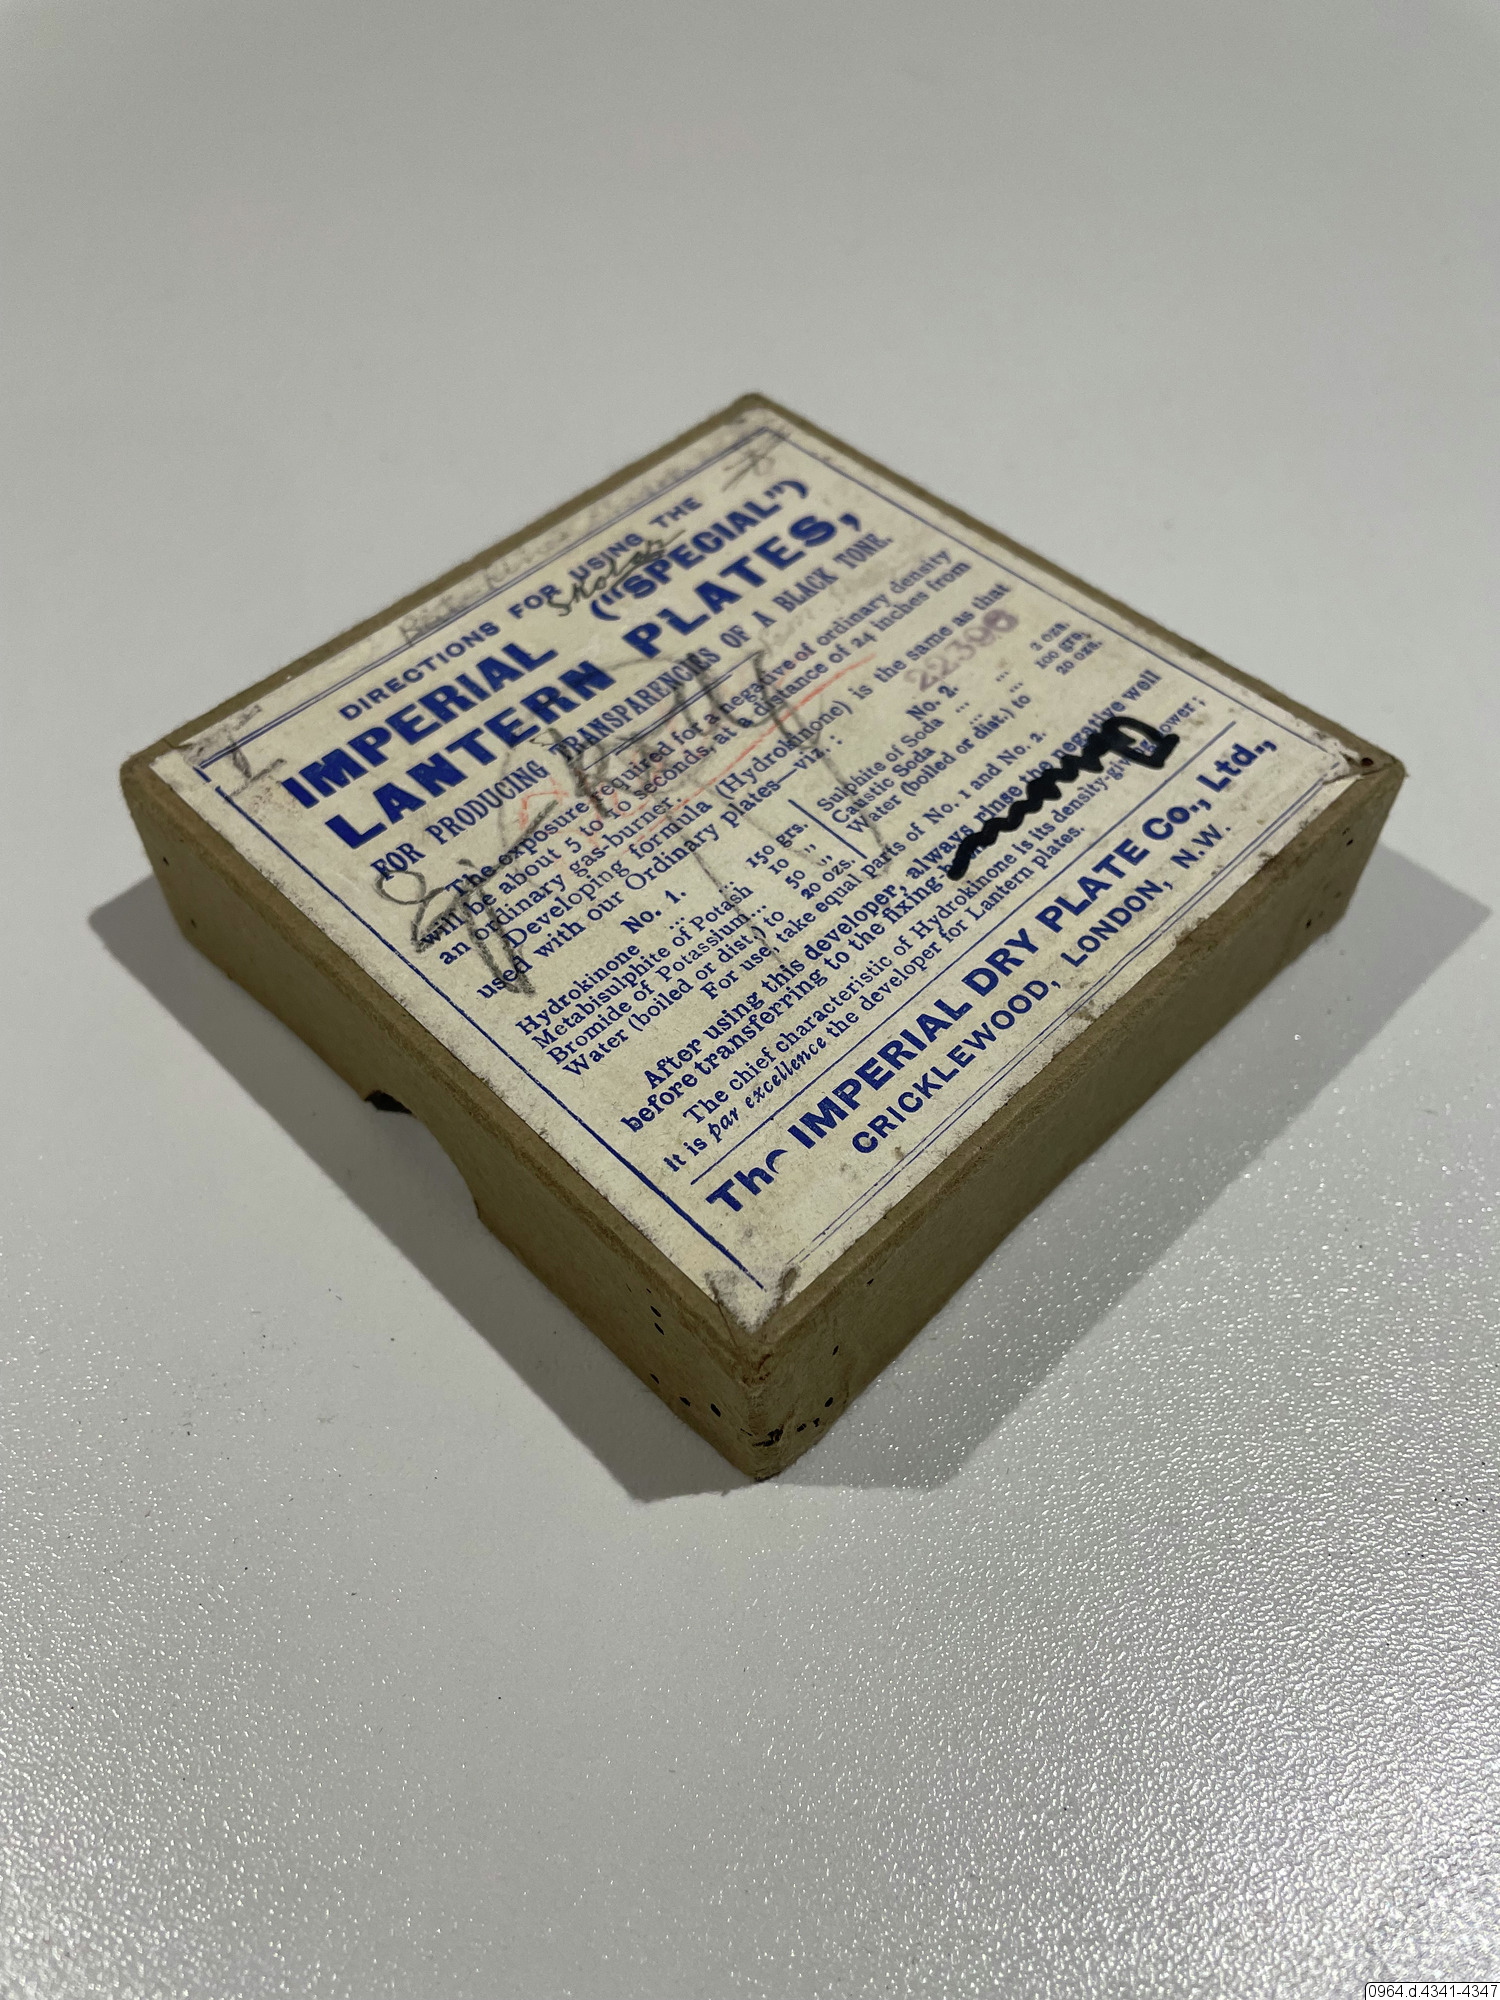 DIRECTIONS FOR USING THE
IMPERIAL ("SPECIAL")
LANTERN PLATES,
FOR PRODUCING TRANSPARENCIES OF A BLACK TONE.
The exposure required for a negative of ordinary density
will be about 5 to 10 seconds, at a distance of 24 inches from
an ordinary gas-burner.
Developing formula (Hydrokinone) is the same as that
used with our Ordinary plates—viz.:
22396
No. 1.
Hydrokinone ... ... 150 grs.
Metabisulphite of Potash 10 „
Bromide of Potassium... 50 „
Water (boiled or dist.) to 20 ozs.
No. 2.
Sulphite of Soda ... ... 2 ozs.
Caustic Soda ... ... 100 grs.
Water (boiled or dist.) to 20 ozs.
For use, take equal parts of No. 1 and No. 2.
After using this developer, always rinse the negative well
before transferring to the fixing-
The chief characteristic of Hydrokinone is its density-giving power;
It is par excellence the developer for Lantern plates.
The IMPERIAL DRY PLATE Co., Ltd.,
CRICKLEWOOD, LONDON, N.W.
0964.d.4341-4347